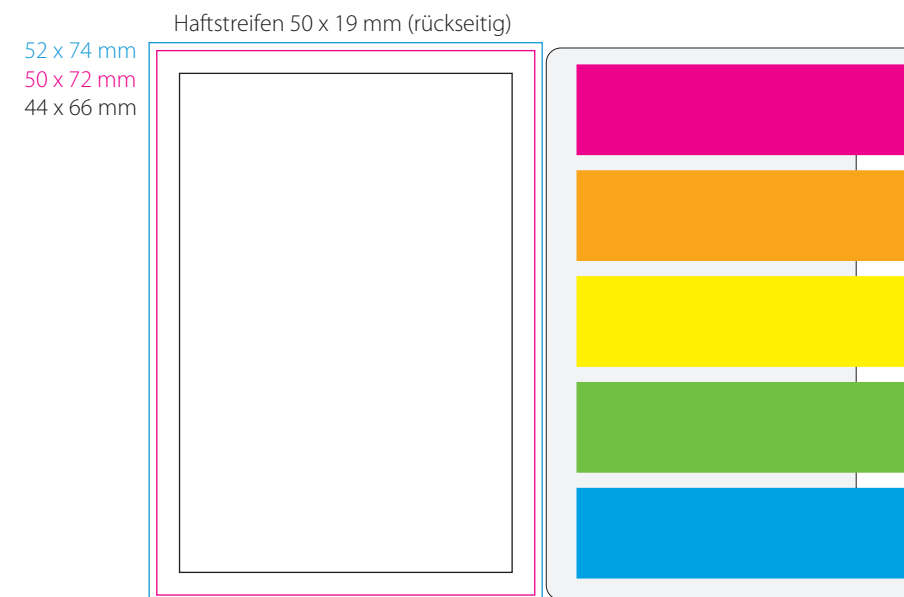 Haftstreifen 50 x 19 mm (rückseitig)
52 x 74 mm
50 x 72 mm
44 x 66 mm